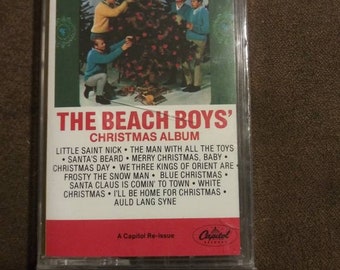 THE BEACH BOYS'
CHRISTMAS ALBUM
LITTLE SAINT NICK • THE MAN WITH ALL THE TOYS
• SANTA'S BEARD • MERRY CHRISTMAS, BABY •
CHRISTMAS DAY • WE THREE KINGS OF ORIENT ARE •
FROSTY THE SNOW MAN • BLUE CHRISTMAS •
SANTA CLAUS IS COMIN' TO TOWN • WHITE
CHRISTMAS • I'LL BE HOME FOR CHRISTMAS •
AULD LANG SYNE
A Capitol Re-issue
Capitol